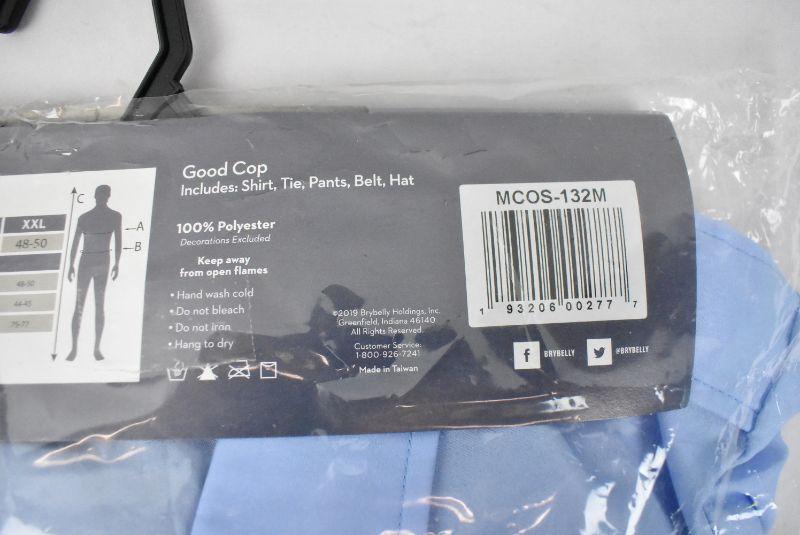 Good Cop
Includes: Shirt, Tie, Pants, Belt, Hat
100% Polyester
Decorations Excluded
Keep away
from open flames
• Hand wash cold
• Do not bleach
• Do not iron
• Hang to dry
XXL
48-50
48-50
44-45
75-77
C
A
B
©2019 Brybelly Holdings, Inc.
Greenfield, Indiana 46140
All Rights Reserved.
Customer Service:
1-800-926-7241
Made in Taiwan
MCOS-132M
1 93206 00277 7
f BRYBELLY
@BRYBELLY